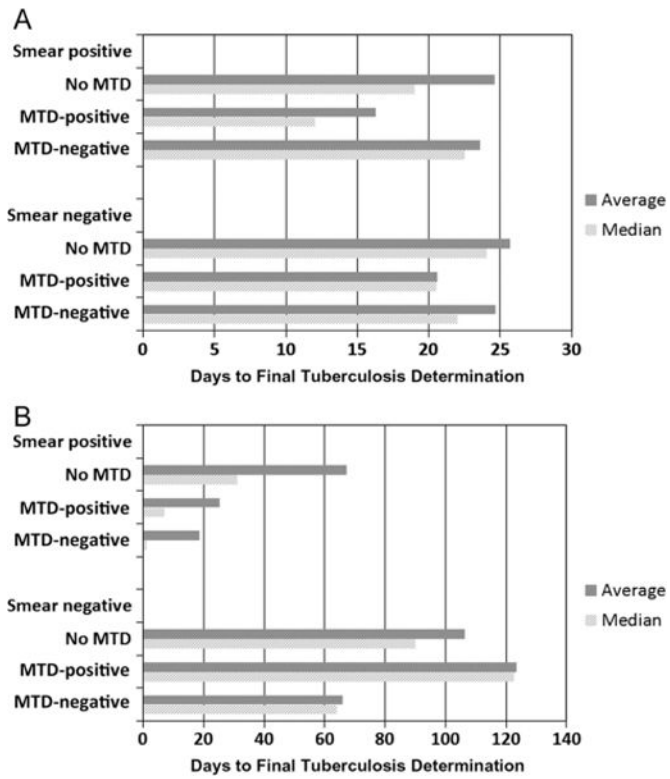 A
Smear positive
No MTD
MTD-positive
MTD-negative
Smear negative
No MTD
MTD-positive
MTD-negative
Average
Median
0 5 10 15 20 25 30
Days to Final Tuberculosis Determination
B
Smear positive
No MTD
MTD-positive
MTD-negative
Smear negative
No MTD
MTD-positive
MTD-negative
Average
Median
0 20 40 60 80 100 120 140
Days to Final Tuberculosis Determination